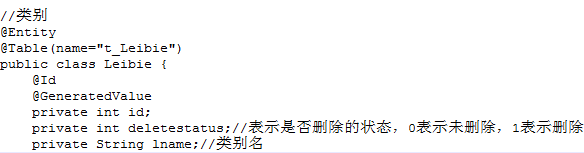 //类别
@Entity
@Table(name="t_Leibie")
public class Leibie {
    @Id
    @GeneratedValue
    private int id;
    private int deletestatus;//表示是否删除的状态，0表示未删除，1表示删除
    private String lname;//类别名